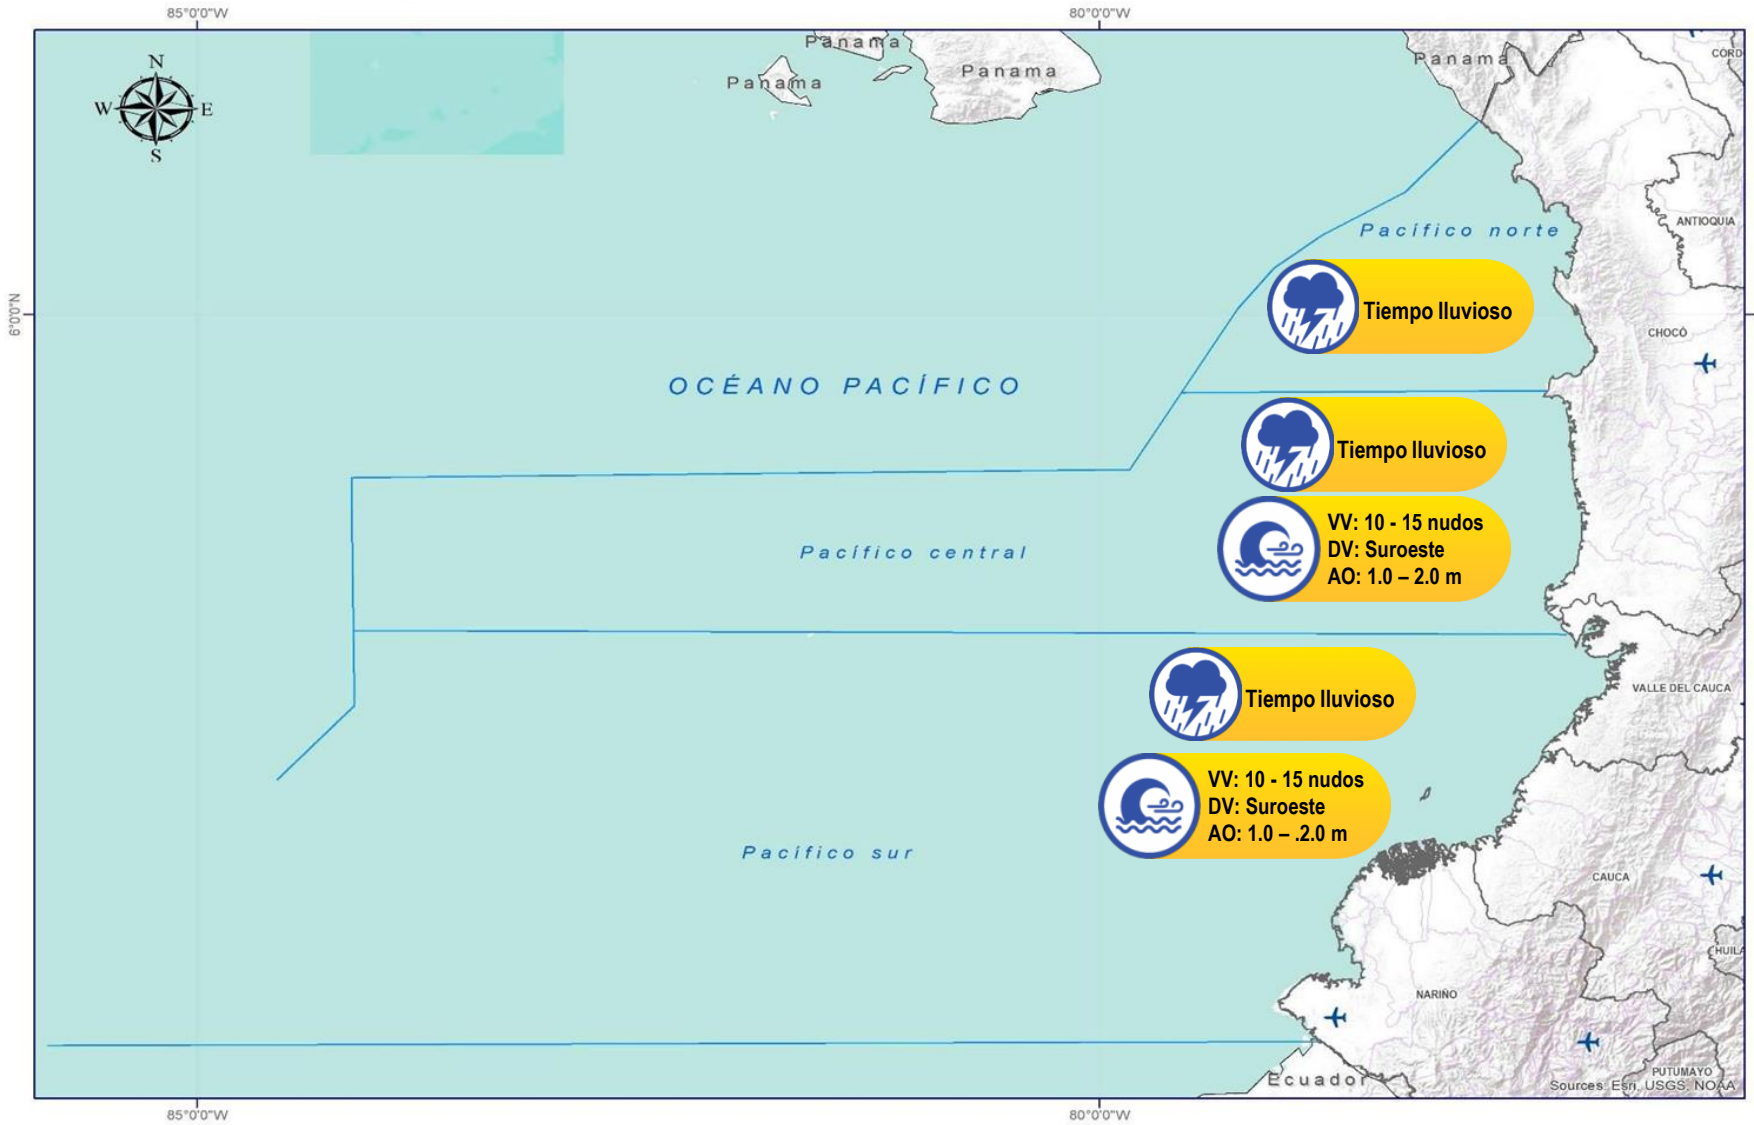 85°0'0"W
80°0'0"W
N
W
E
S
Panama
Panama
Panama
Panama
CÓRD
ANTIOQUIA
Pacífico norte
6°0'0"N
Tiempo lluvioso
CHOCÓ
OCÉANO PACÍFICO
Tiempo lluvioso
VV: 10 - 15 nudos
DV: Suroeste
AO: 1.0 – 2.0 m
Pacífico central
VALLE DEL CAUCA
Tiempo lluvioso
VV: 10 - 15 nudos
DV: Suroeste
AO: 1.0 – .2.0 m
Pacífico sur
CAUCA
HUILA
NARIÑO
PUTUMAYO
Ecuador
Sources: Esri, USGS, NOAA
85°0'0"W
80°0'0"W